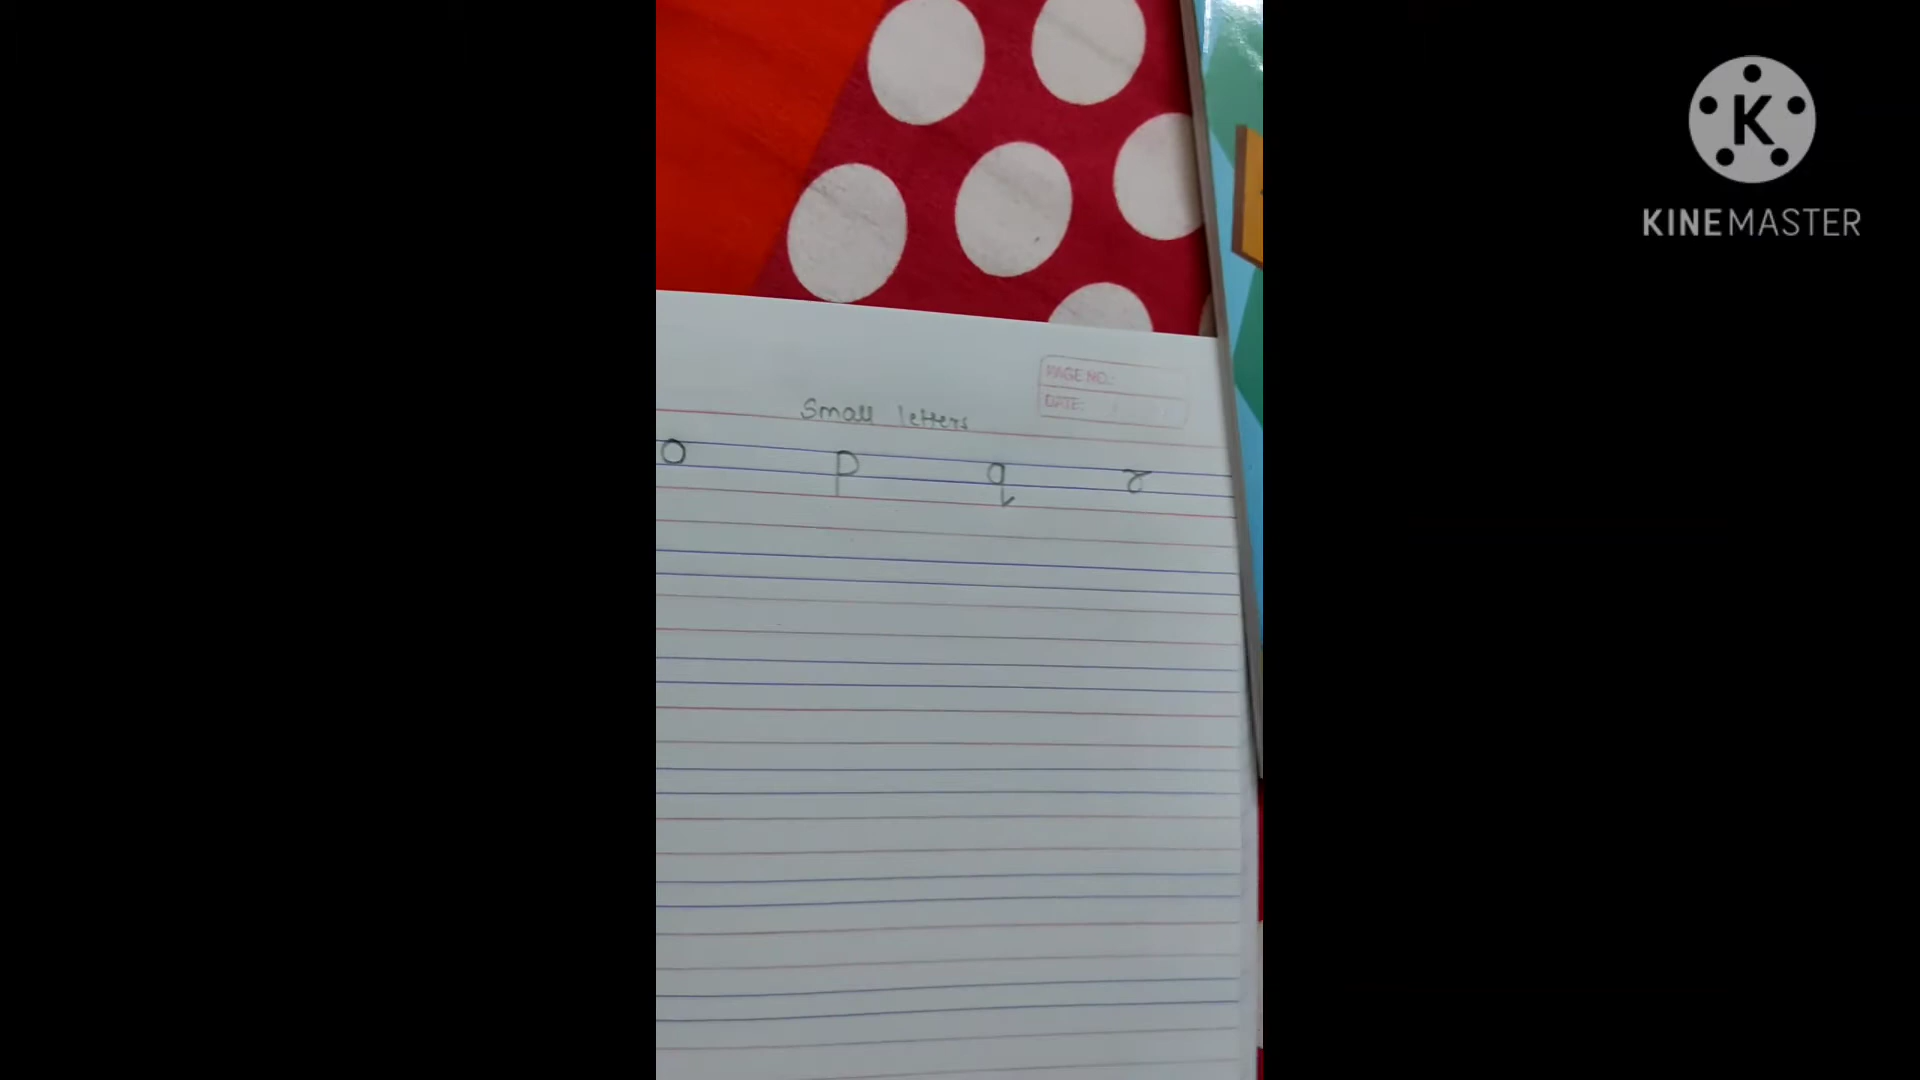 K
KINEMASTER
PAGE NO.:
DATE:
Small letters
o p q r